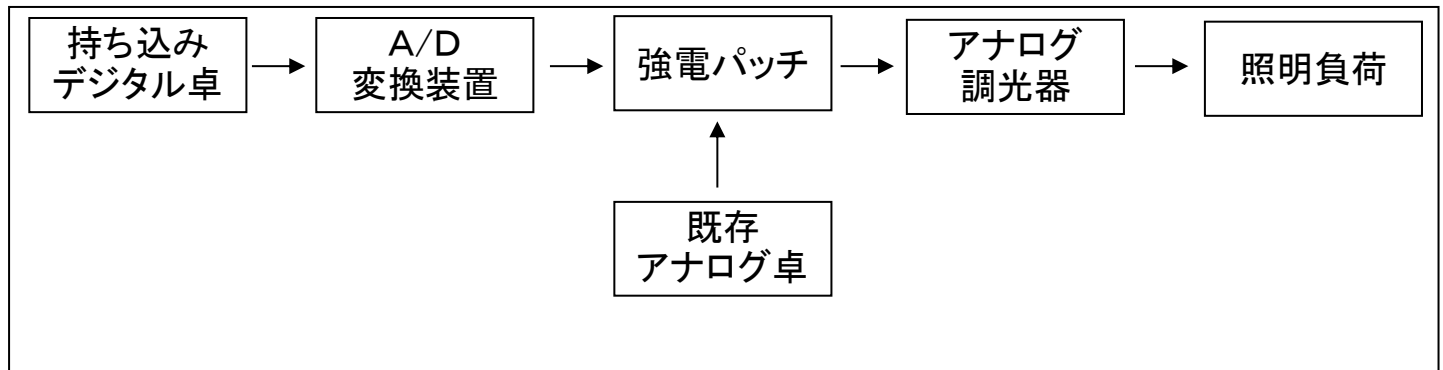 持ち込み
デジタル卓
A/D
変換装置
強電パッチ
アナログ
調光器
照明負荷
既存
アナログ卓